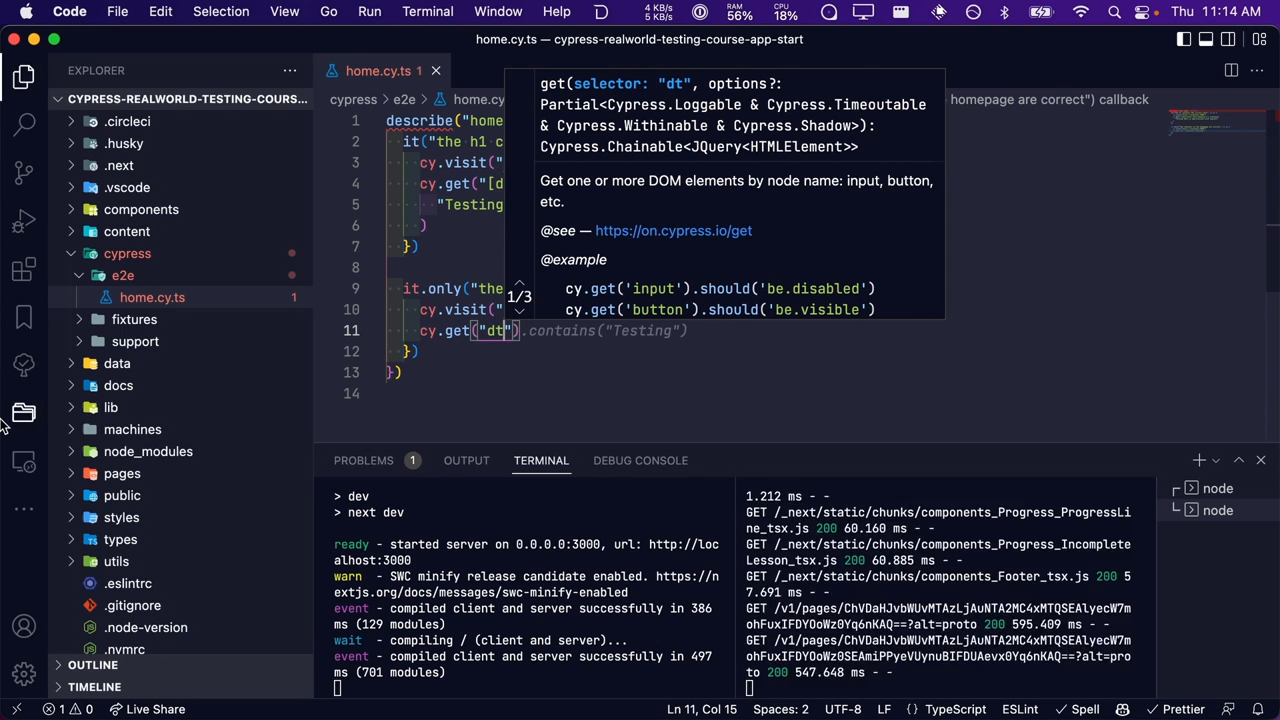 Code File Edit Selection View Go Run Terminal Window Help 4 KB/s 5 KB/s RAM 56% CPU 18% Thu 11:14 AM
home.cy.ts — cypress-realworld-testing-course-app-start
EXPLORER
CYPRESS-REALWORLD-TESTING-COURS...
.circleci
.husky
.next
.vscode
components
content
cypress
e2e
home.cy.ts 1
fixtures
support
data
docs
lib
machines
node_modules
pages
public
styles
types
utils
.eslintrc
.gitignore
.node-version
.nvmrc
OUTLINE
TIMELINE
home.cy.ts 1
cypress > e2e > home.cy homepage are correct") callback
1 describe("home
2 it("the h1 c
3 cy.visit("
4 cy.get("[d
5 "Testing
6 )
7 })
8
9 it.only("the
10 cy.visit("
11 cy.get("dt").contains("Testing")
12 })
13 })
14
get(selector: "dt", options?:
Partial<Cypress.Loggable & Cypress.Timeoutable
& Cypress.Withinable & Cypress.Shadow>):
Cypress.Chainable<JQuery<HTMLElement>>
Get one or more DOM elements by node name: input, button,
etc.
@see — https://on.cypress.io/get
@example
1/3
cy.get('input').should('be.disabled')
cy.get('button').should('be.visible')
PROBLEMS 1 OUTPUT TERMINAL DEBUG CONSOLE
> dev
> next dev
ready - started server on 0.0.0.0:3000, url: http://loc
alhost:3000
warn - SWC minify release candidate enabled. https://n
extjs.org/docs/messages/swc-minify-enabled
event - compiled client and server successfully in 386
ms (129 modules)
wait - compiling / (client and server)...
event - compiled client and server successfully in 497
ms (701 modules)
1.212 ms - -
GET /_next/static/chunks/components_Progress_ProgressLi
ne_tsx.js 200 60.160 ms - -
GET /_next/static/chunks/components_Progress_Incomplete
Lesson_tsx.js 200 60.885 ms - -
GET /_next/static/chunks/components_Footer_tsx.js 200 5
7.691 ms - -
GET /v1/pages/ChVDaHJvbWUvMTAzLjAuNTA2MC4xMTQSEAlyecW7m
ohFuxIFDYOoWz0Yq6nKAQ==?alt=proto 200 595.409 ms - -
GET /v1/pages/ChVDaHJvbWUvMTAzLjAuNTA2MC4xMTQSEAlyecW7m
ohFuxIFDYOoWz0SEAmiPPyeVUynuBIFDUAevx0Yq6nKAQ==?alt=pro
to 200 547.648 ms - -
node
node
1 0 Live Share Ln 11, Col 15 Spaces: 2 UTF-8 LF {} TypeScript ESLint Spell Prettier